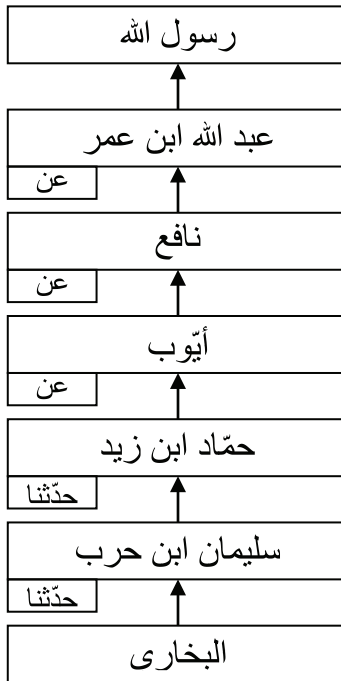 رسول الله
عبد الله ابن عمر
عن
نافع
عن
أيّوب
عن
حمّاد ابن زيد
حدّثنا
سليمان ابن حرب
حدّثنا
البخارى